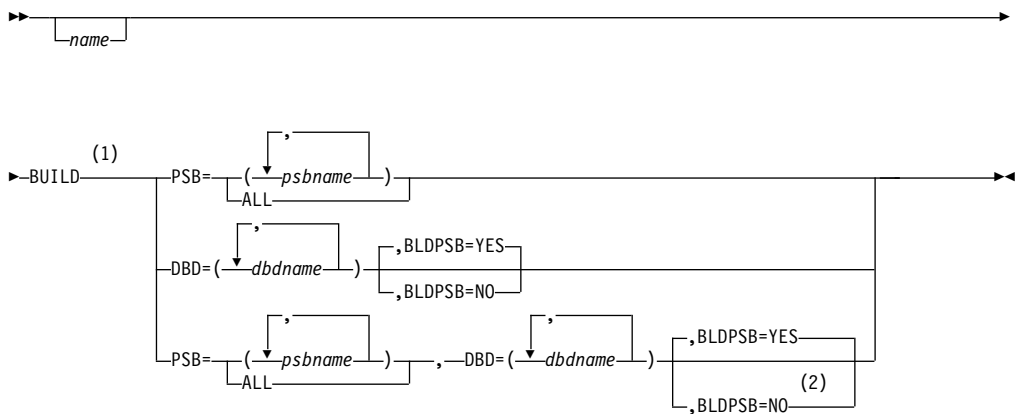 name
,
(1)
BUILD PSB= ( psbname )
ALL
,
,BLDPSB=YES
DBD=( dbdname )
,BLDPSB=NO
, ,
,BLDPSB=YES
PSB= ( psbname ) , DBD=( dbdname )
ALL (2)
,BLDPSB=NO